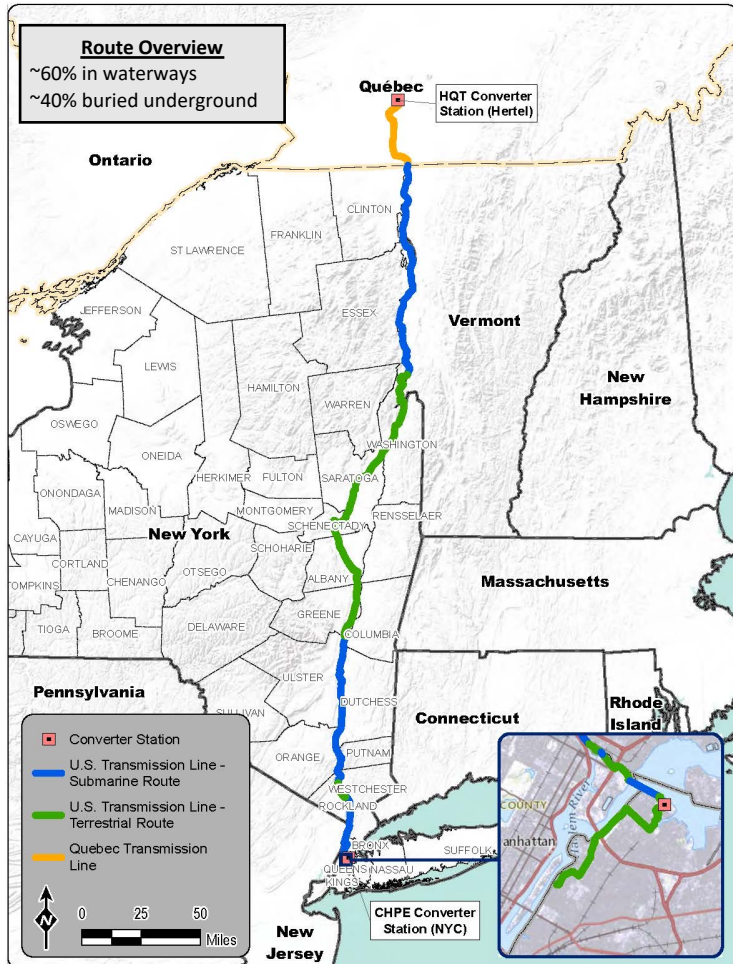 Route Overview
~60% in waterways
~40% buried underground
Québec
HQT Converter
Station (Hertel)
Ontario
CLINTON
FRANKLIN
ST LAWRENCE
JEFFERSON
ESSEX
Vermont
LEWIS
HAMILTON
New
Hampshire
WARREN
OSWEGO
WASHINGTON
ONEIDA
HERKIMER
FULTON
SARATOGA
ONONDAGA
MADISON
MONTGOMERY
RENSSELAER
SCHENECTADY
New York
CAYUGA
SCHOHARIE
CORTLAND
OTSEGO
ALBANY
Massachusetts
TOMPKINS
CHENANGO
GREENE
DELAWARE
COLUMBIA
TIOGA
BROOME
ULSTER
Pennsylvania
Rhode
Island
SULLIVAN
DUTCHESS
Connecticut
Converter Station
U.S. Transmission Line -
Submarine Route
U.S. Transmission Line -
Terrestrial Route
Quebec Transmission
Line
0 25 50
Miles
N
ORANGE
PUTNAM
WESTCHESTER
ROCKLAND
BRONX
SUFFOLK
QUEENS
NASSAU
KINGS
COUNTY
Harlem River
anhattan
CHPE Converter
Station (NYC)
New
Jersey